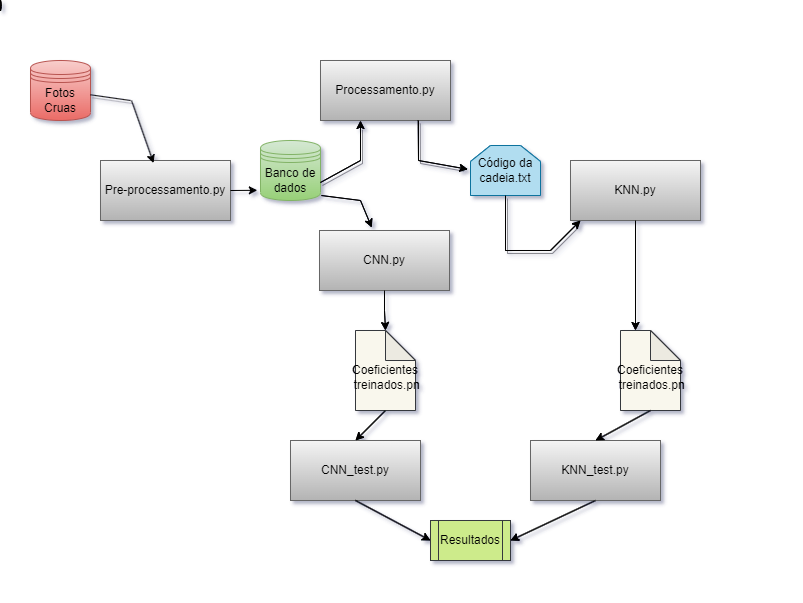 Fotos
Cruas
Processamento.py
Pre-processamento.py
Banco de
dados
Código da
cadeia.txt
KNN.py
CNN.py
Coeficientes
treinados.pn
Coeficientes
treinados.pn
CNN_test.py
KNN_test.py
Resultados